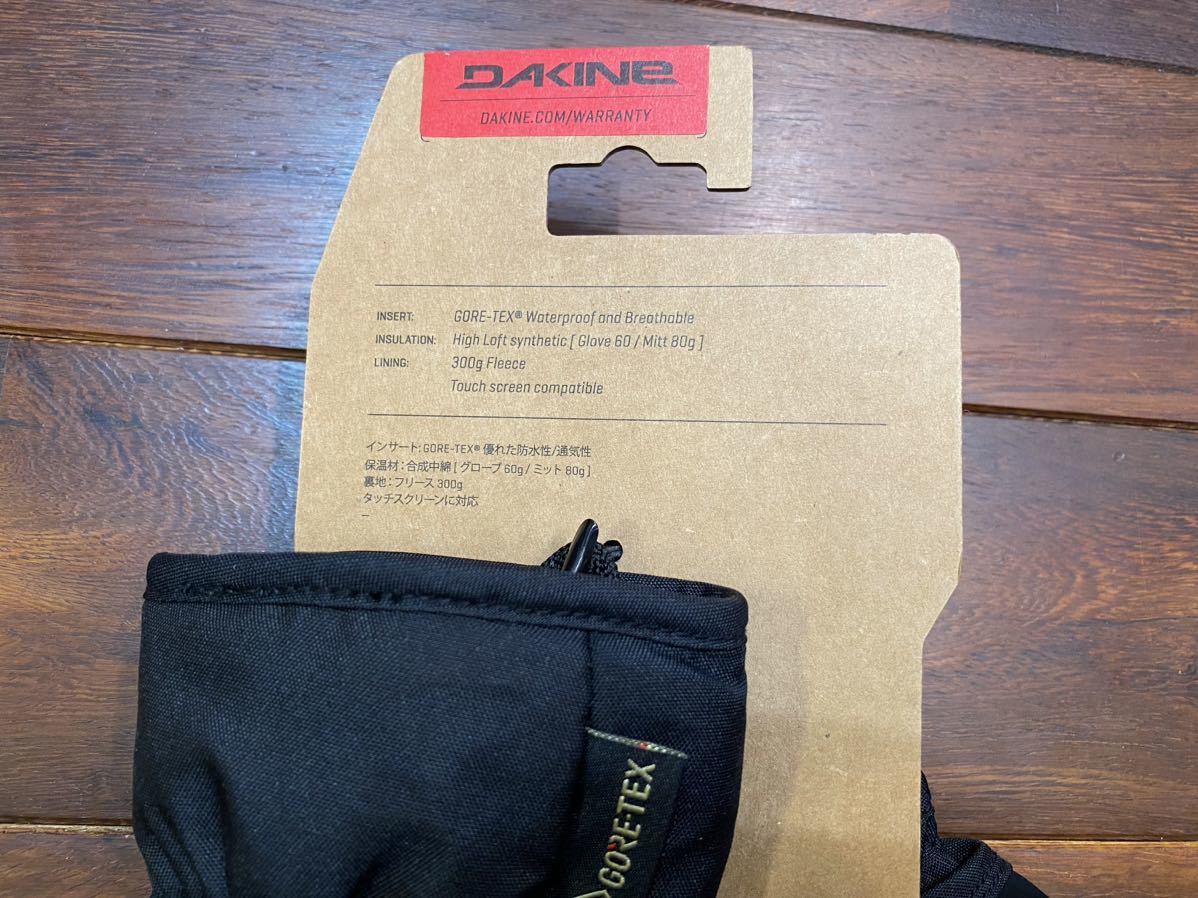 DAKINE
DAKINE.COM/WARRANTY
INSERT: GORE-TEX® Waterproof and Breathable
INSULATION: High Loft synthetic [ Glove 60 / Mitt 80g ]
LINING: 300g Fleece
Touch screen compatible
インサート: GORE-TEX® 優れた防水性/通気性
保温材 : 合成中綿 [ グローブ 60g / ミット 80g ]
裏地 : フリース 300g
タッチスクリーンに対応
–
GORE-TEX